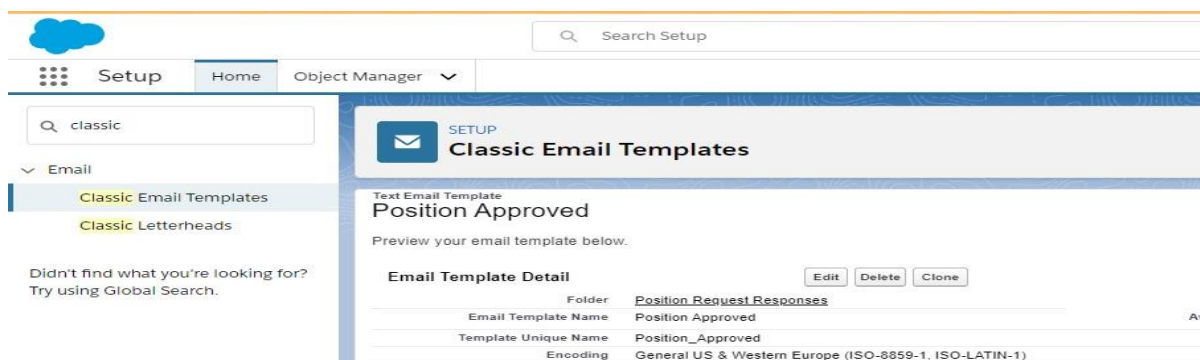 Search Setup
Setup Home Object Manager
classic
Email
Classic Email Templates
Classic Letterheads
Didn't find what you're looking for?
Try using Global Search.
SETUP
Classic Email Templates
Text Email Template
Position Approved
Preview your email template below.
Email Template Detail Edit Delete Clone
Folder Position Request Responses
Email Template Name Position Approved
Template Unique Name Position_Approved
Encoding General US & Western Europe (ISO-8859-1, ISO-LATIN-1)